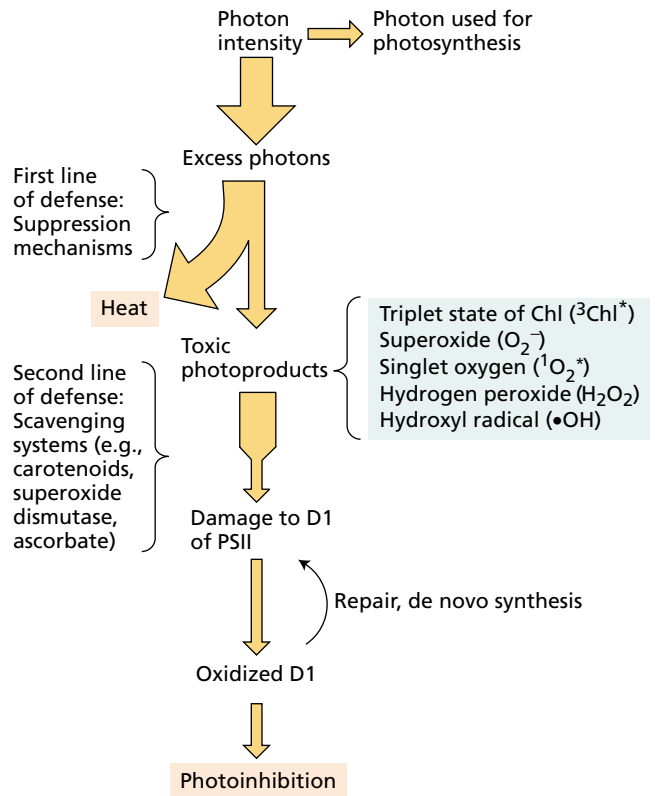 Photon
intensity
Photon used for
photosynthesis
Excess photons
First line
of defense:
Suppression
mechanisms
Heat
Toxic
photoproducts
Triplet state of Chl (³Chl*)
Superoxide (O₂⁻)
Singlet oxygen (¹O₂*)
Hydrogen peroxide (H₂O₂)
Hydroxyl radical (•OH)
Second line
of defense:
Scavenging
systems (e.g.,
carotenoids,
superoxide
dismutase,
ascorbate)
Damage to D1
of PSII
Repair, de novo synthesis
Oxidized D1
Photoinhibition